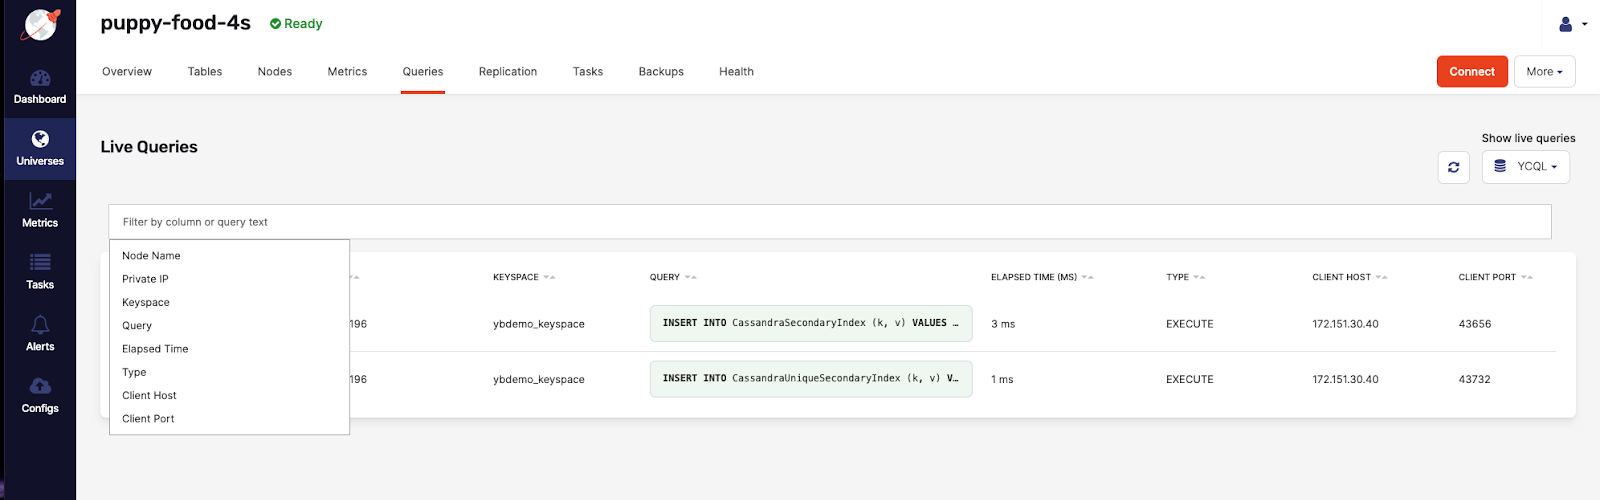 puppy-food-4s Ready
Overview Tables Nodes Metrics Queries Replication Tasks Backups Health Connect More
Dashboard
Universes
Metrics
Tasks
Alerts
Configs
Live Queries
Show live queries
YCQL
Filter by column or query text
Node Name
Private IP
Keyspace
Query
Elapsed Time
Type
Client Host
Client Port
KEYSPACE QUERY ELAPSED TIME (MS) TYPE CLIENT HOST CLIENT PORT
196 ybdemo_keyspace INSERT INTO CassandraSecondaryIndex (k, v) VALUES … 3 ms EXECUTE 172.151.30.40 43656
196 ybdemo_keyspace INSERT INTO CassandraUniqueSecondaryIndex (k, v) V… 1 ms EXECUTE 172.151.30.40 43732